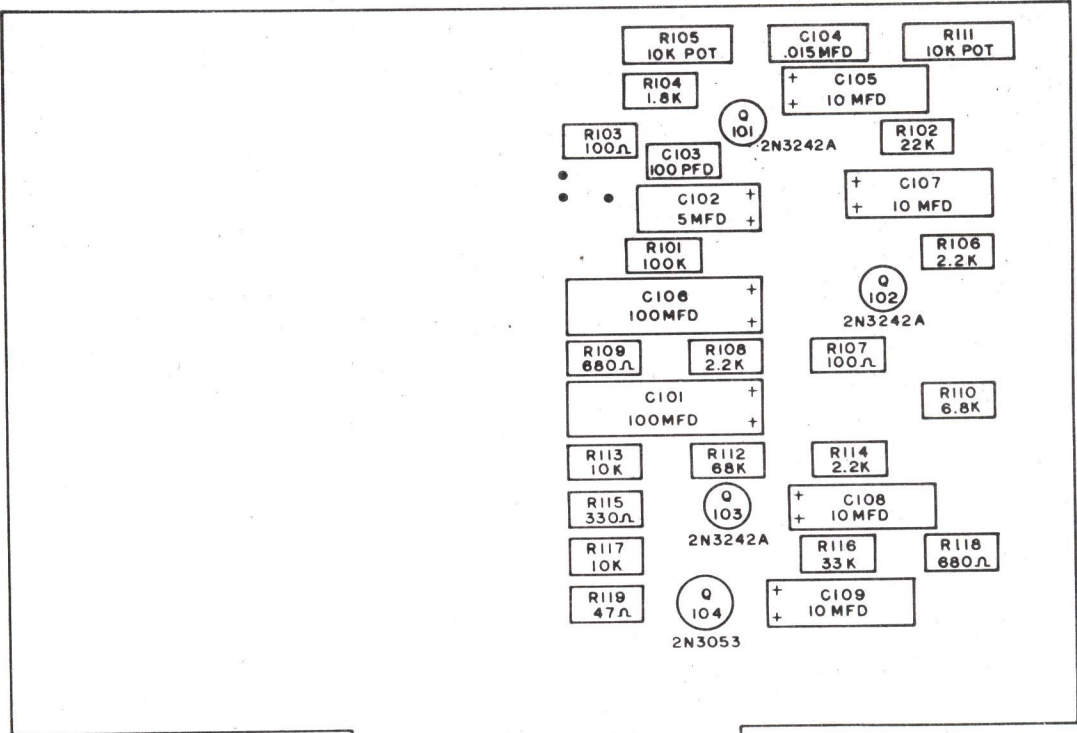 R105
10K POT
C104
.015MFD
R111
10K POT
R104
1.8K
+ C105
+ 10 MFD
Q
101
2N3242A
R103
100Ω
R102
22K
C103
100 PFD
C102 +
5MFD +
+ C107
+ 10 MFD
R101
100K
R106
2.2K
C106 +
100MFD +
Q
102
2N3242A
R109
680Ω
R108
2.2K
R107
100Ω
C101 +
100MFD +
R110
6.8K
R113
10K
R112
68K
R114
2.2K
R115
330Ω
Q
103
2N3242A
+ C108
+ 10MFD
R117
10K
R116
33K
R118
680Ω
R119
47Ω
Q
104
2N3053
+ C109
+ 10MFD